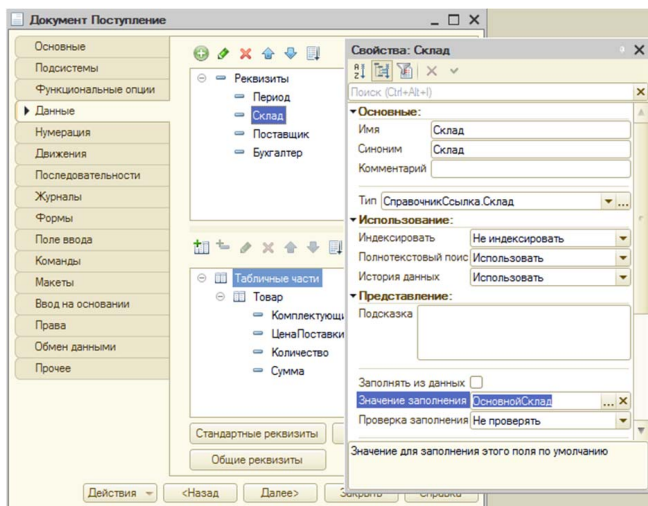 Документ Поступление
Основные
Подсистемы
Функциональные опции
Данные
Нумерация
Движения
Последовательности
Журналы
Формы
Поле ввода
Команды
Макеты
Ввод на основании
Права
Обмен данными
Прочее
Реквизиты
Период
Склад
Поставщик
Бухгалтер
Табличные части
Товар
Комплектующи
ЦенаПоставки
Количество
Сумма
Стандартные реквизиты
Общие реквизиты
Действия
<Назад
Далее>
Закрыть
Справка
Свойства: Склад
Поиск (Ctrl+Alt+I)
Основные:
Имя Склад
Синоним Склад
Комментарий
Тип СправочникСсылка.Склад ...
Использование:
Индексировать Не индексировать
Полнотекстовый поис Использовать
История данных Использовать
Представление:
Подсказка
Заполнять из данных
Значение заполнения ОсновнойСклад ...
Проверка заполнения Не проверять
Значение для заполнения этого поля по умолчанию